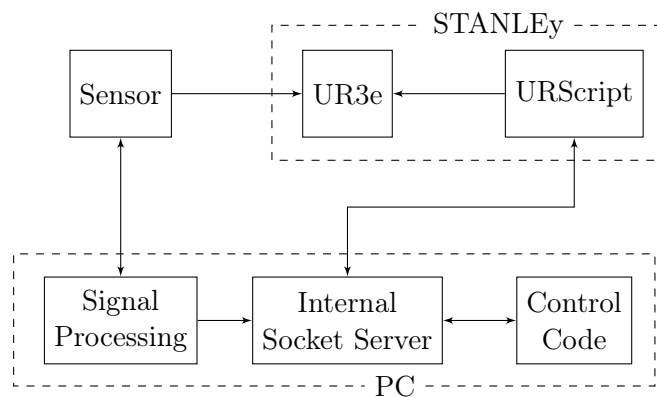 STANLEy
Sensor
UR3e
URScript
Signal
Processing
Internal
Socket Server
Control
Code
PC